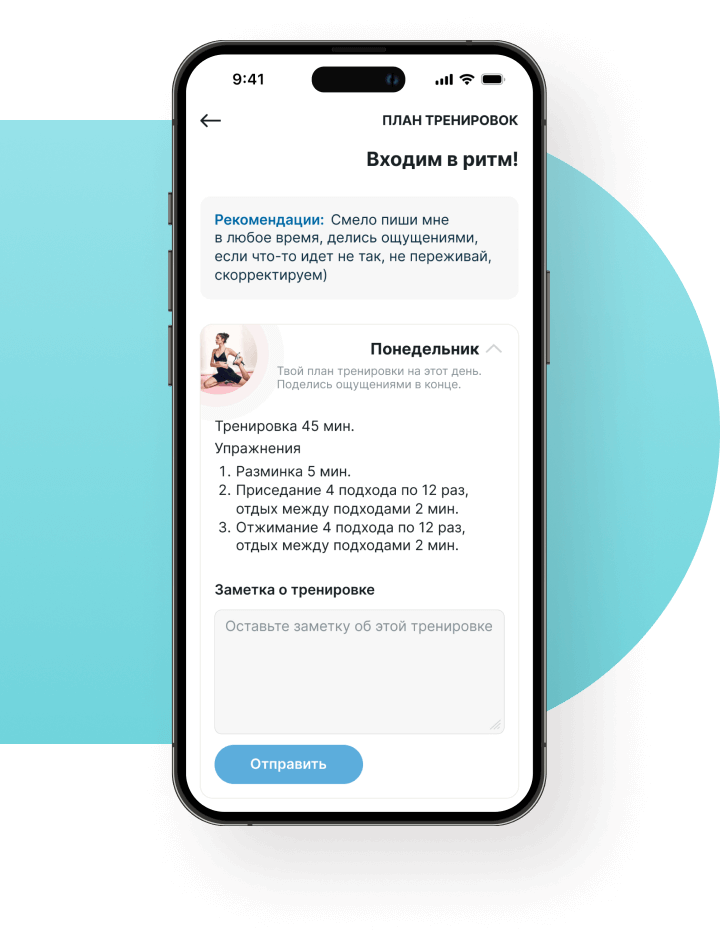 9:41
ПЛАН ТРЕНИРОВОК
Входим в ритм!
Рекомендации: Смело пиши мне
в любое время, делись ощущениями,
если что-то идет не так, не переживай,
скорректируем)
Понедельник
Твой план тренировки на этот день.
Поделись ощущениями в конце.
Тренировка 45 мин.
Упражнения
1. Разминка 5 мин.
2. Приседание 4 подхода по 12 раз,
отдых между подходами 2 мин.
3. Отжимание 4 подхода по 12 раз,
отдых между подходами 2 мин.
Заметка о тренировке
Оставьте заметку об этой тренировке
Отправить